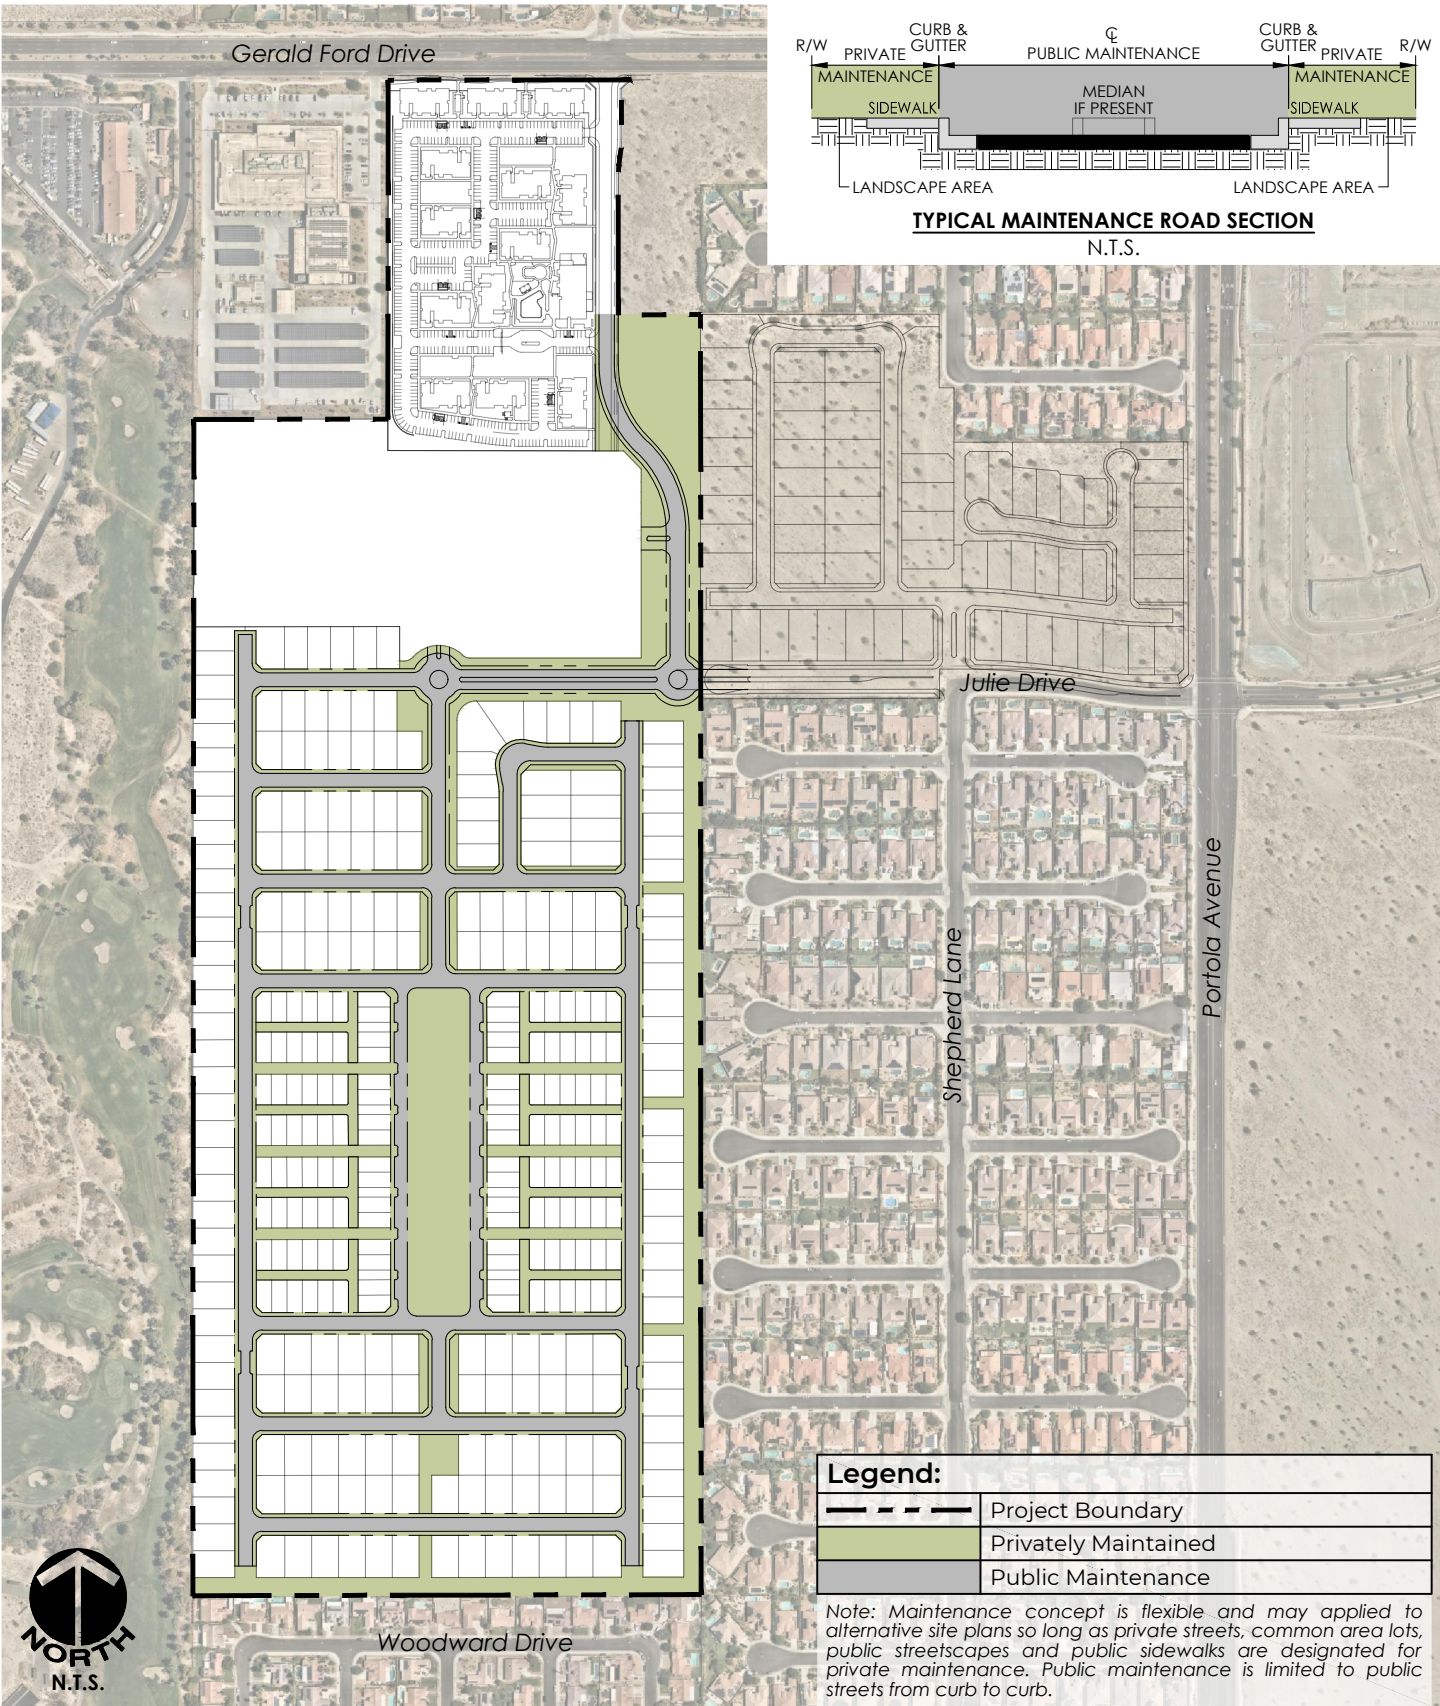 Gerald Ford Drive
R/W
PRIVATE
MAINTENANCE
SIDEWALK
CURB &
GUTTER
℄
PUBLIC MAINTENANCE
MEDIAN
IF PRESENT
CURB &
GUTTER
PRIVATE
MAINTENANCE
SIDEWALK
R/W
LANDSCAPE AREA
LANDSCAPE AREA
TYPICAL MAINTENANCE ROAD SECTION
N.T.S.
Julie Drive
Portola Avenue
Shepherd Lane
Woodward Drive
NORTH
N.T.S.
Legend:
Project Boundary
Privately Maintained
Public Maintenance
Note: Maintenance concept is flexible and may applied to
alternative site plans so long as private streets, common area lots,
public streetscapes and public sidewalks are designated for
private maintenance. Public maintenance is limited to public
streets from curb to curb.